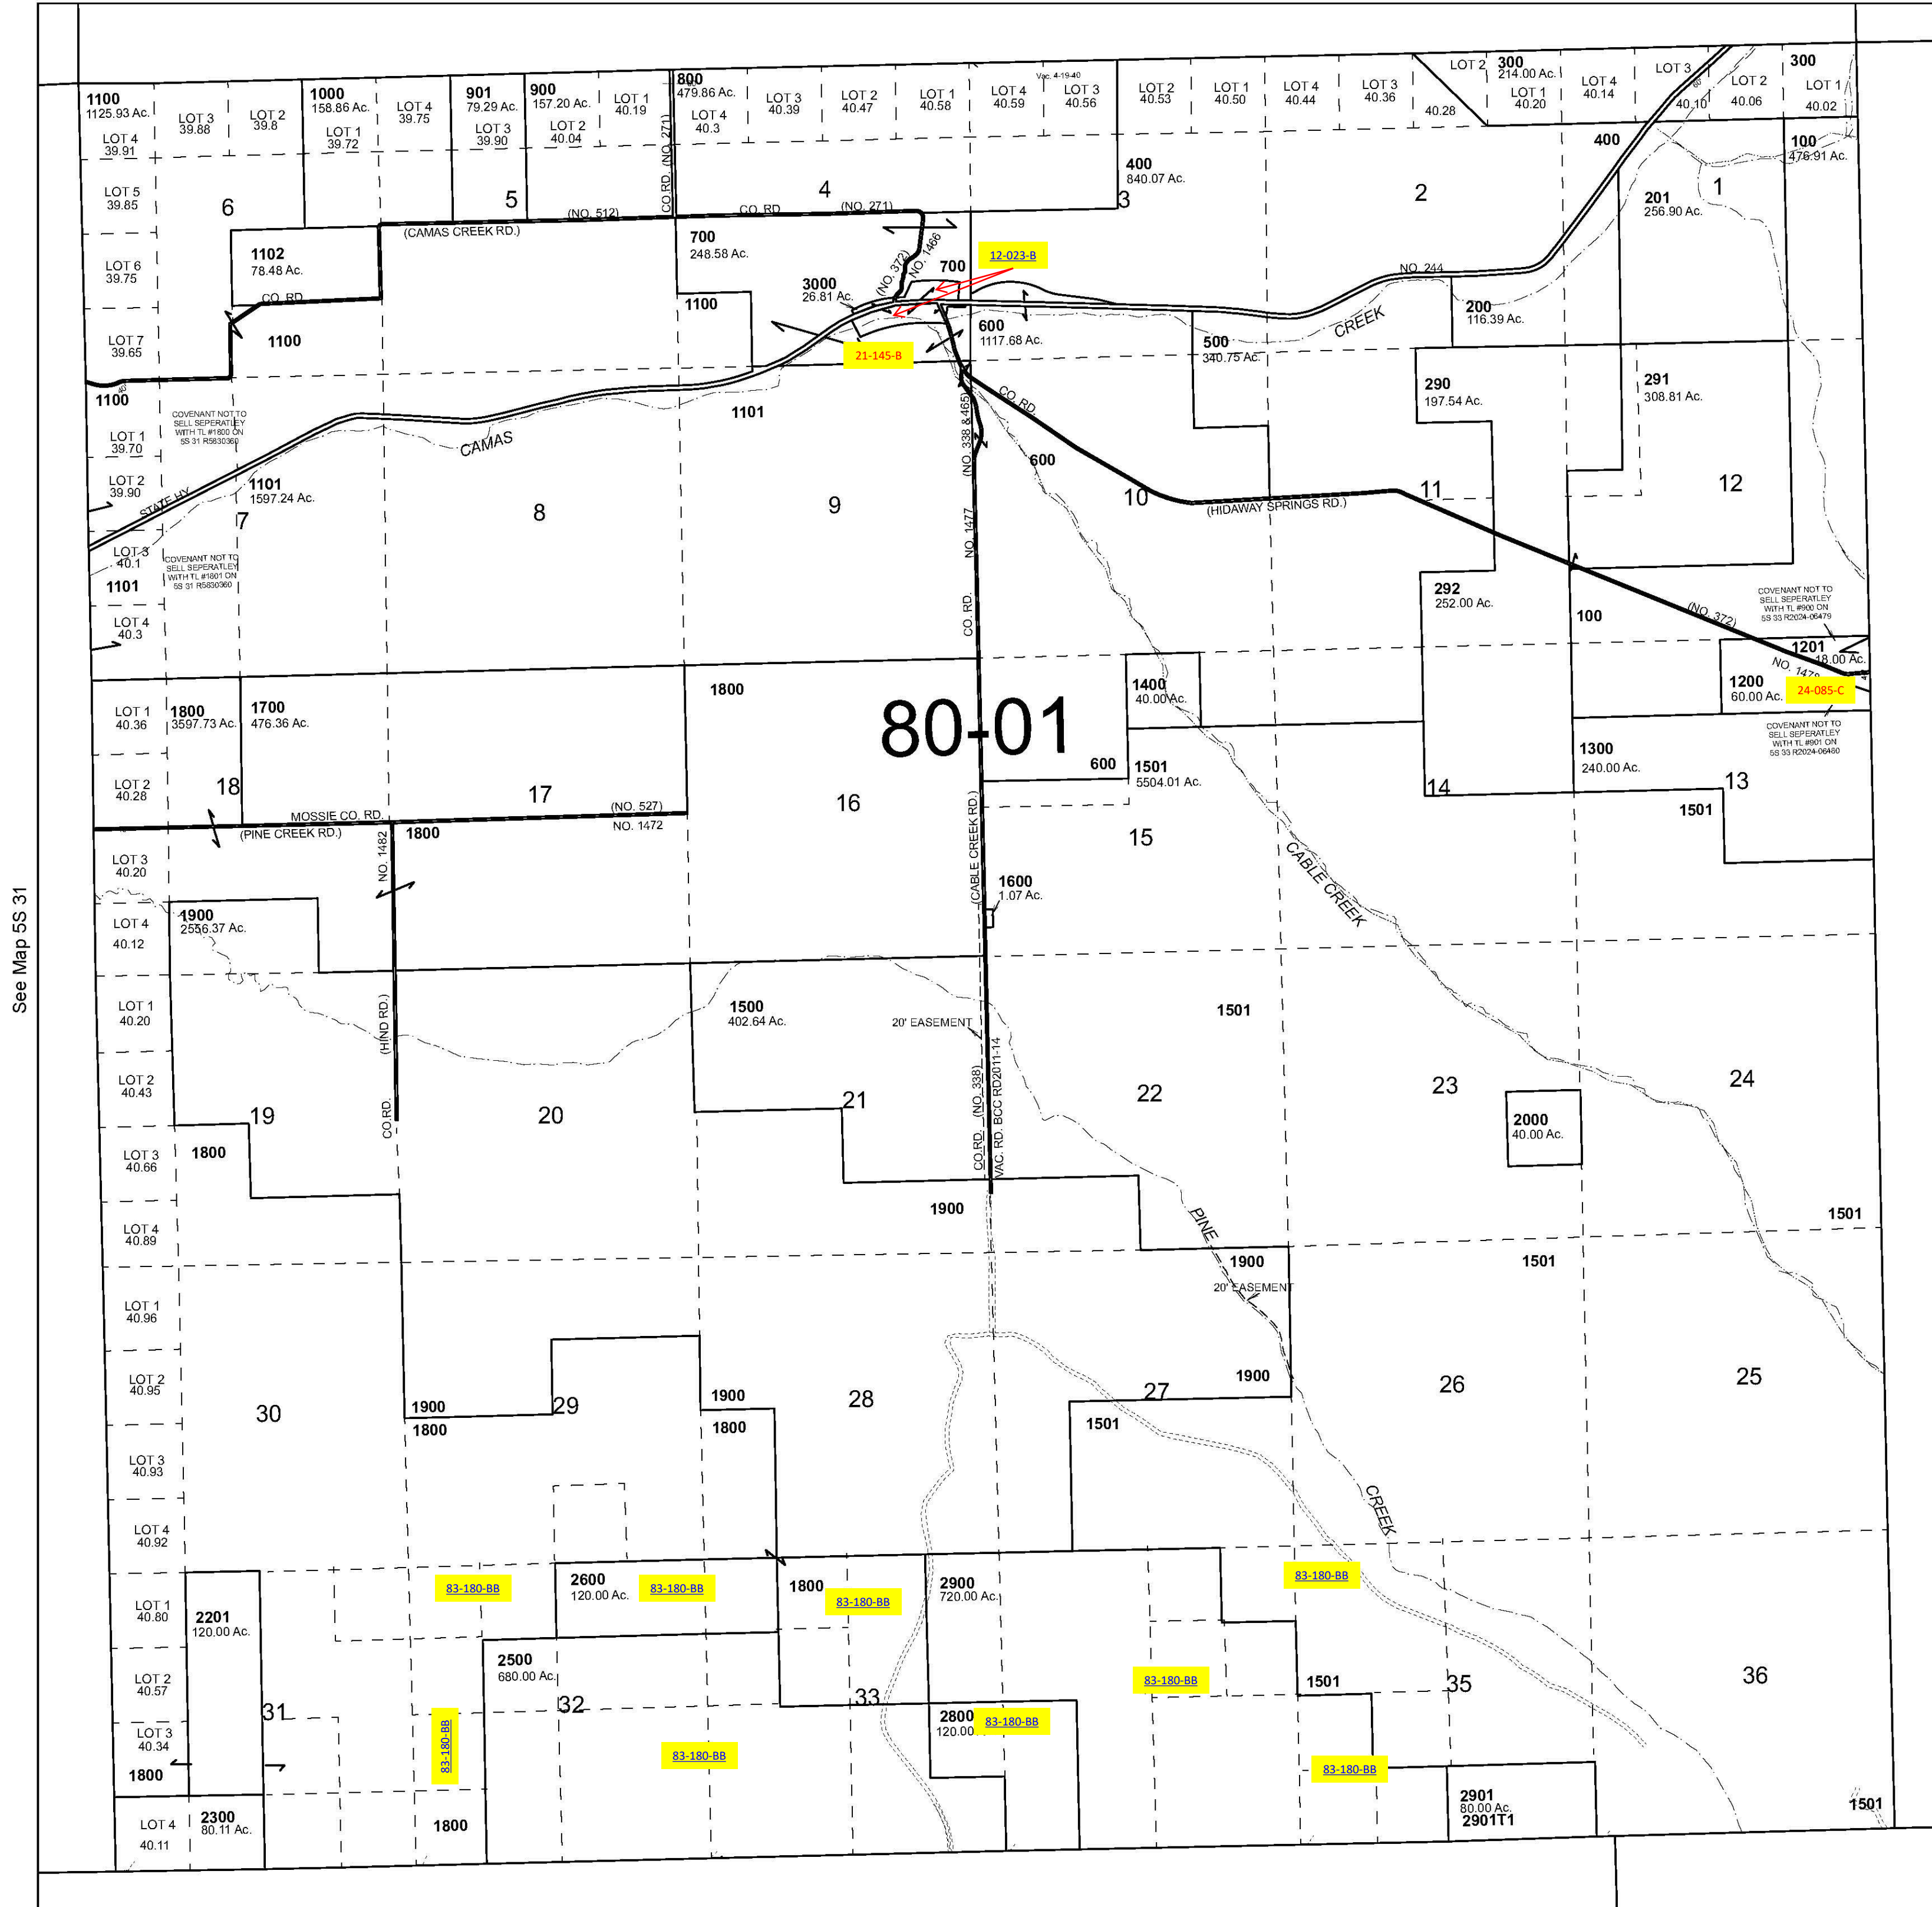 See Map 5S 31
80-01
1100
1125.93 Ac.
LOT 4
39.91
LOT 3
39.88
LOT 2
39.8
1000
158.86 Ac.
LOT 1
39.72
LOT 4
39.75
901
79.29 Ac.
LOT 3
39.90
900
157.20 Ac.
LOT 2
40.04
LOT 1
40.19
CO.RD. (NO. 271)
800
479.86 Ac.
LOT 4
40.3
LOT 3
40.39
LOT 2
40.47
LOT 1
40.58
Vac. 4-19-40
LOT 4
40.59
LOT 3
40.56
LOT 2
40.53
LOT 1
40.50
LOT 4
40.44
LOT 3
40.36
LOT 2
40.28
300
214.00 Ac.
LOT 1
40.20
LOT 4
40.14
LOT 3
40.10
LOT 2
40.06
300
LOT 1
40.02
LOT 5
39.85
6
5
4
3
2
1
400
840.07 Ac.
400
100
476.91 Ac.
201
256.90 Ac.
(NO. 512)
CO. RD
(NO. 271)
(CAMAS CREEK RD.)
LOT 6
39.75
1102
78.48 Ac.
CO. RD
700
248.58 Ac.
(NO. 372)
NO. 1466
700
12-023-B
3000
26.81 Ac.
NO. 244
CREEK
LOT 7
39.65
1100
1100
21-145-B
600
1117.68 Ac.
500
340.75 Ac.
200
116.39 Ac.
1100
COVENANT NOT TO
SELL SEPERATLEY
WITH TL #1800 ON
5S 31 R5830360
LOT 1
39.70
LOT 2
39.90
STATE HY.
1101
1597.24 Ac.
CAMAS
1101
(NO. 338 &465)
CO. RD
600
290
197.54 Ac.
291
308.81 Ac.
7
8
9
10
11
12
(HIDAWAY SPRINGS RD.)
LOT 3
40.1
1101
COVENANT NOT TO
SELL SEPERATLEY
WITH TL #1801 ON
5S 31 R5830360
LOT 4
40.3
CO. RD.
NO. 1477
292
252.00 Ac.
100
(NO. 372)
COVENANT NOT TO
SELL SEPERATLEY
WITH TL #900 ON
5S 33 R2024-06479
1201
18.00 Ac.
1200
60.00 Ac.
24-085-C
COVENANT NOT TO
SELL SEPERATLEY
WITH TL #901 ON
5S 33 R2024-06480
LOT 1
40.36
1800
3597.73 Ac.
1700
476.36 Ac.
1800
1400
40.00 Ac.
LOT 2
40.28
18
17
16
600
1501
5504.01 Ac.
15
14
1300
240.00 Ac.
13
1501
MOSSIE CO. RD.
(NO. 527)
(PINE CREEK RD.)
NO. 1472
LOT 3
40.20
NO. 1482
1800
(CABLE CREEK RD.)
CABLE CREEK
LOT 4
40.12
1900
2556.37 Ac.
1600
1.07 Ac.
LOT 1
40.20
(HIND RD.)
CO.RD.
1500
402.64 Ac.
20' EASEMENT
1501
LOT 2
40.43
19
20
21
CO.RD. (NO. 338)
VAC. RD. BCC RD2011-14
22
23
24
2000
40.00 Ac.
LOT 3
40.66
1800
1900
LOT 4
40.89
PINE
1501
1900
20' EASEMENT
1501
LOT 1
40.96
LOT 2
40.95
30
1900
1800
29
1900
1800
28
27
1900
1501
26
25
LOT 3
40.93
LOT 4
40.92
CREEK
LOT 1
40.80
2201
120.00 Ac.
83-180-BB
2600
120.00 Ac.
83-180-BB
1800
83-180-BB
2900
720.00 Ac.
83-180-BB
LOT 2
40.57
31
2500
680.00 Ac.
32
33
83-180-BB
1501
35
36
LOT 3
40.34
1800
83-180-BB
83-180-BB
2800
120.00
83-180-BB
83-180-BB
LOT 4
40.11
2300
80.11 Ac.
1800
2901
80.00 Ac.
2901T1
1501